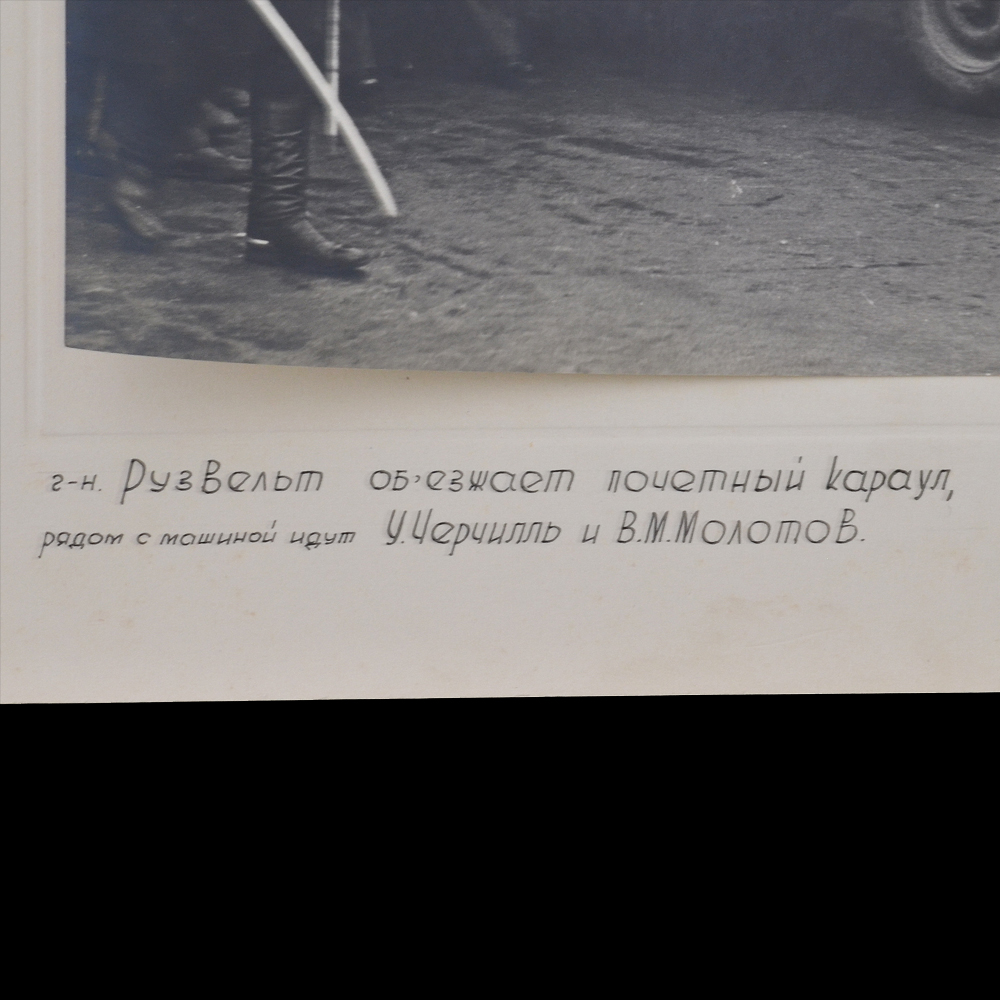 г-н. Рузвельт об'езжает почетный караул,
рядом с машиной идут У.Черчилль и В.М.Молотов.